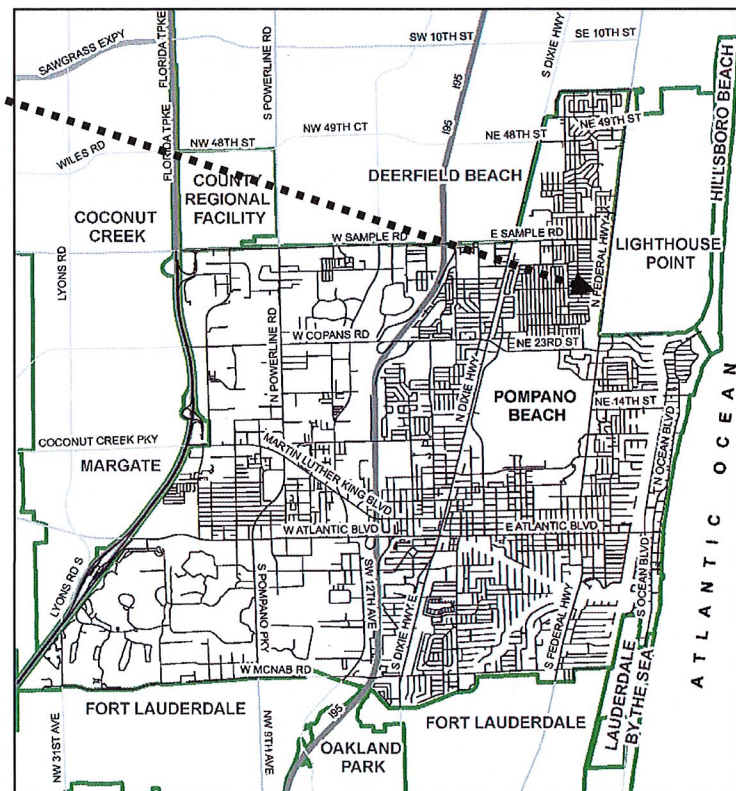 SAWGRASS EXPY
FLORIDA TPKE
S POWERLINE RD
SW 10TH ST
I95
S DIXIE HWY
SE 10TH ST
HILLSBORO BEACH
WILES RD
FLORIDA TPKE
NW 48TH ST
NW 49TH CT
I95
NE 48TH ST
NE 49TH ST
COUNTY
REGIONAL
FACILITY
DEERFIELD BEACH
COCONUT
CREEK
W SAMPLE RD
E SAMPLE RD
LIGHTHOUSE
POINT
LYONS RD
N FEDERAL HWY
N POWERLINE RD
W COPANS RD
NE 23RD ST
N DIXIE HWY
POMPANO
BEACH
NE 14TH ST
COCONUT CREEK PKY
MARGATE
MARTIN LUTHER KING BLVD
N OCEAN BLVD
ATLANTIC OCEAN
W ATLANTIC BLVD
E ATLANTIC BLVD
LYONS RD S
S POMPANO PKY
SW 12TH AVE
S DIXIE HWY E
S FEDERAL HWY
S OCEAN BLVD
W MCNAB RD
FORT LAUDERDALE
FORT LAUDERDALE
LAUDERDALE
BY THE SEA
NW 31ST AVE
NW 9TH AVE
I95
OAKLAND
PARK